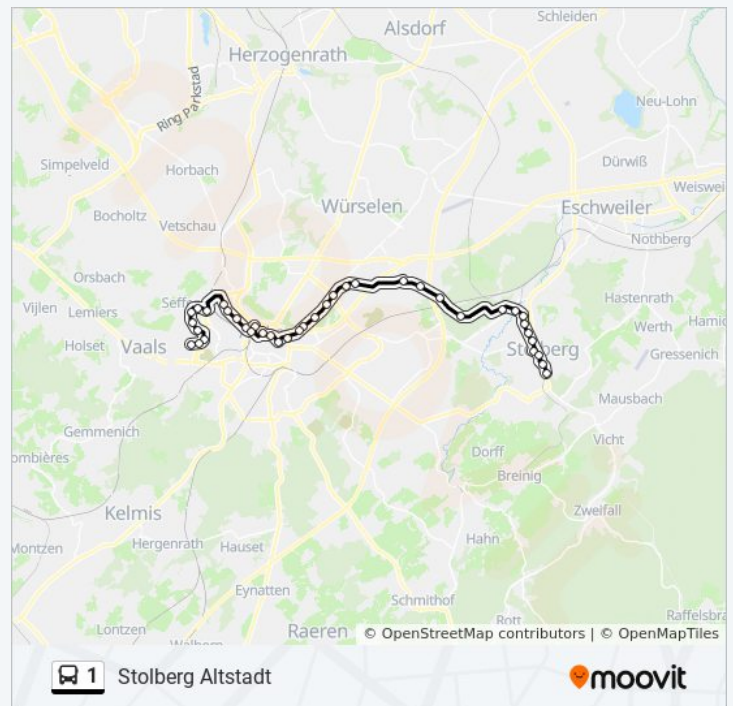 Alsdorf
Schleiden
Herzogenrath
Ring Parkstad
Neu-Lohn
Simpelveld
Horbach
Dürwiß
Würselen
Weiswei
Bocholtz
Eschweiler
Vetschau
Nothberg
Orsbach
Seffe
Vijlen
Lemiers
Hastenrath
Hamic
Holset
Vaals
Werth
Stolberg
Gressenich
Mausbach
Gemmenich
Vicht
ombières
Dorff
Breinig
Kelmis
Zweifall
Montzen
Hergenrath
Hauset
Hahn
Eynatten
Schmithof
Raffelsbra
Lontzen
Raeren
Rott
Walhorn
© OpenStreetMap contributors | © OpenMapTiles
1 Stolberg Altstadt
moovit